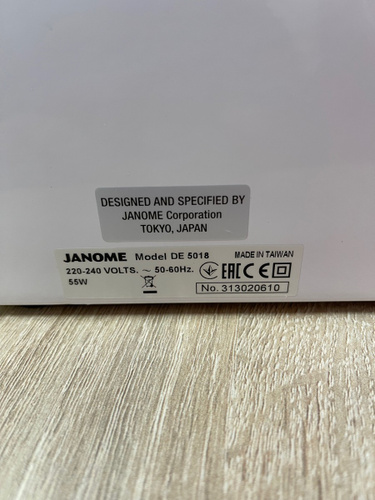 DESIGNED AND SPECIFIED BY
JANOME Corporation
TOKYO, JAPAN
JANOME Model DE 5018 MADE IN TAIWAN
220-240 VOLTS. ~ 50-60Hz. EAC CE
55W No. 313020610